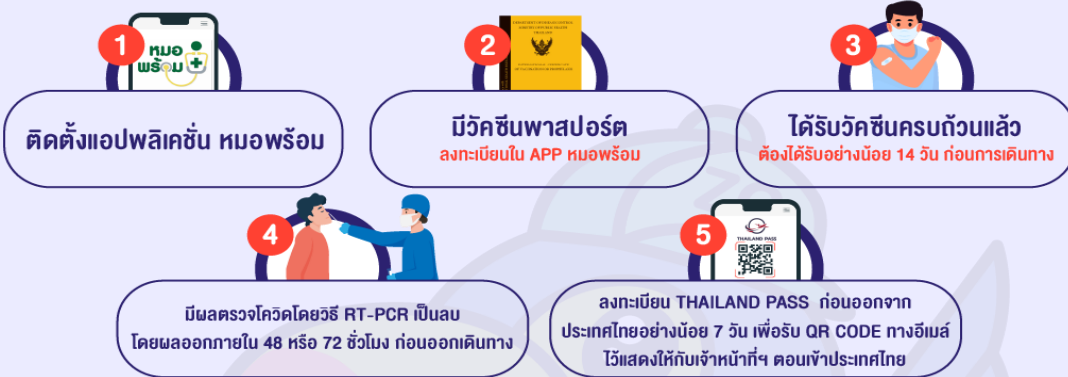 1
หมอ
พร้อม
ติดตั้งแอปพลิเคชั่น หมอพร้อม
2
THAILAND
มีวัคซีนพาสปอร์ต
ลงทะเบียนใน APP หมอพร้อม
3
ได้รับวัคซีนครบถ้วนแล้ว
ต้องได้รับอย่างน้อย 14 วัน ก่อนการเดินทาง
4
มีผลตรวจโควิดโดยวิธี RT-PCR เป็นลบ
โดยผลออกภายใน 48 หรือ 72 ชั่วโมง ก่อนออกเดินทาง
5
THAILAND PASS
ลงทะเบียน THAILAND PASS ก่อนออกจาก
ประเทศไทยอย่างน้อย 7 วัน เพื่อรับ QR CODE ทางอีเมล์
ไว้แสดงให้กับเจ้าหน้าที่ฯ ตอนเข้าประเทศไทย